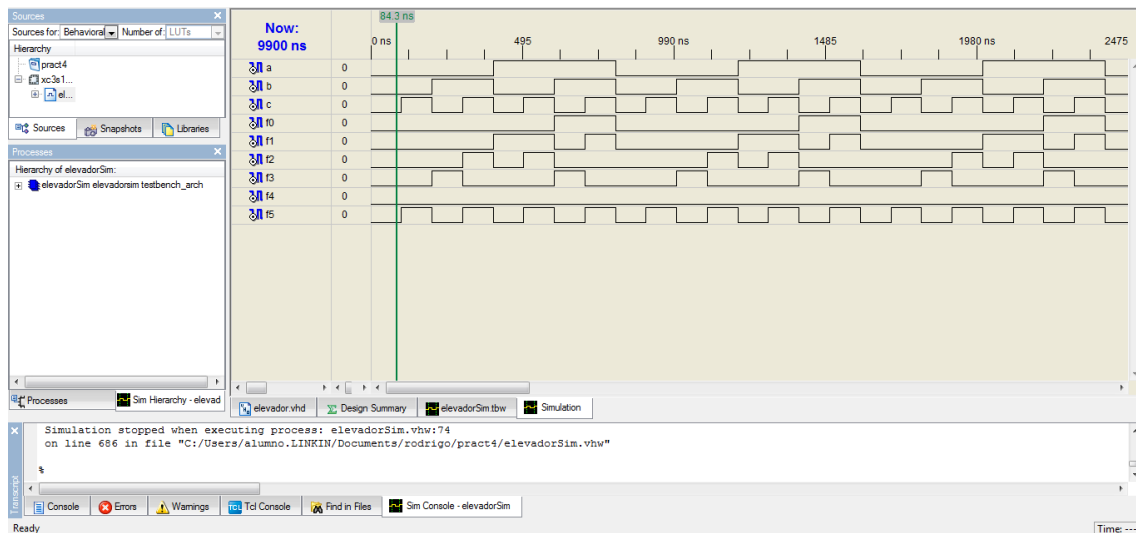 Sources
Sources for: Behavioral Number of: LUTs
Hierarchy
pract4
xc3s1...
el...
Sources Snapshots Libraries
Processes
Hierarchy of elevadorSim:
elevadorSim elevadorsim testbench_arch
Processes Sim Hierarchy - elevad
84.3 ns
Now:
9900 ns
0 ns 495 990 ns 1485 1980 ns 2475
a 0
b 0
c 0
f0 0
f1 0
f2 0
f3 0
f4 0
f5 0
elevador.vhd Design Summary elevadorSim.tbw Simulation
Simulation stopped when executing process: elevadorSim.vhw:74
on line 686 in file "C:/Users/alumno.LINKIN/Documents/rodrigo/pract4/elevadorSim.vhw"
%
Transcript
Console Errors Warnings TCL Tcl Console Find in Files Sim Console - elevadorSim
Ready Time: ---